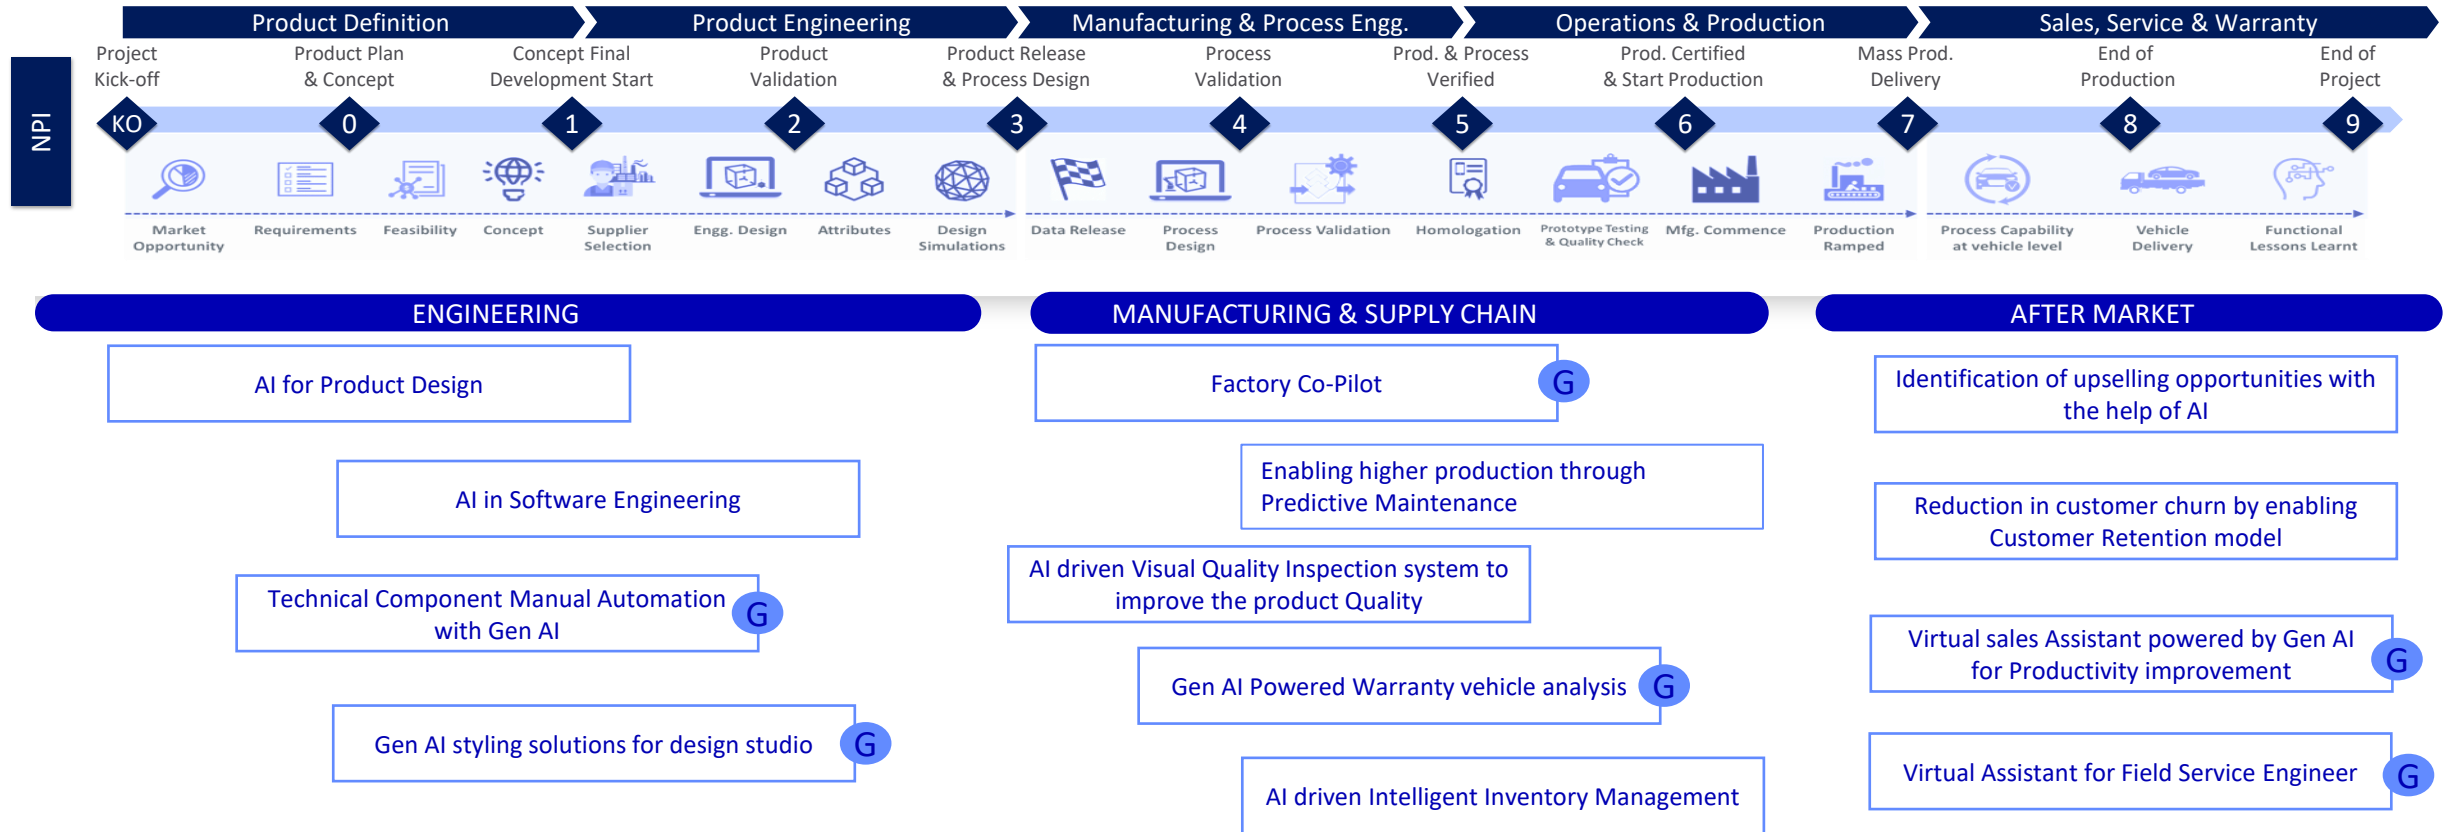 Product Definition
Product Engineering
Manufacturing & Process Engg.
Operations & Production
Sales, Service & Warranty
NPI
Project
Kick-off
Product Plan
& Concept
Concept Final
Development Start
Product
Validation
Product Release
& Process Design
Process
Validation
Prod. & Process
Verified
Prod. Certified
& Start Production
Mass Prod.
Delivery
End of
Production
End of
Project
KO
0
1
2
3
4
5
6
7
8
9
Market
Opportunity
Requirements
Feasibility
Concept
Supplier
Selection
Engg. Design
Attributes
Design
Simulations
Data Release
Process
Design
Process Validation
Homologation
Prototype Testing
& Quality Check
Mfg. Commence
Production
Ramped
Process Capability
at vehicle level
Vehicle
Delivery
Functional
Lessons Learnt
ENGINEERING
AI for Product Design
AI in Software Engineering
Technical Component Manual Automation
with Gen AI
G
Gen AI styling solutions for design studio
G
MANUFACTURING & SUPPLY CHAIN
Factory Co-Pilot
G
Enabling higher production through
Predictive Maintenance
AI driven Visual Quality Inspection system to
improve the product Quality
Gen AI Powered Warranty vehicle analysis
G
AI driven Intelligent Inventory Management
AFTER MARKET
Identification of upselling opportunities with
the help of AI
Reduction in customer churn by enabling
Customer Retention model
Virtual sales Assistant powered by Gen AI
for Productivity improvement
G
Virtual Assistant for Field Service Engineer
G